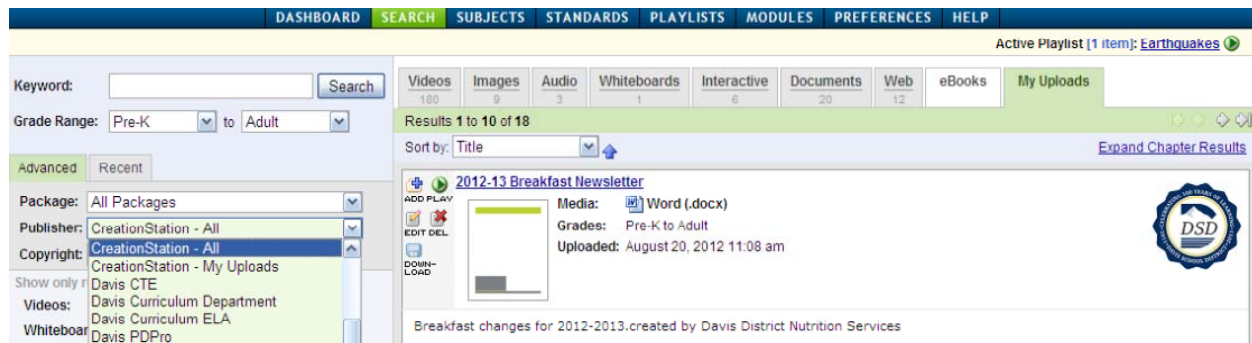 DASHBOARD SEARCH SUBJECTS STANDARDS PLAYLISTS MODULES PREFERENCES HELP
Active Playlist [1 item]: Earthquakes
Keyword: Search
Grade Range: Pre-K to Adult
Advanced Recent
Package: All Packages
Publisher: CreationStation - All
Copyright:
CreationStation - All
CreationStation - My Uploads
Show only
Davis CTE
Videos:
Davis Curriculum Department
Davis Curriculum ELA
Whiteboar
Davis PDPro
Videos Images Audio Whiteboards Interactive Documents Web eBooks My Uploads
180 9 3 1 6 20 12
Results 1 to 10 of 18
Sort by: Title Expand Chapter Results
ADD PLAY
EDIT DEL
DOWN-
LOAD
2012-13 Breakfast Newsletter
Media: Word (.docx)
Grades: Pre-K to Adult
Uploaded: August 20, 2012 11:08 am
DSD
Breakfast changes for 2012-2013.created by Davis District Nutrition Services